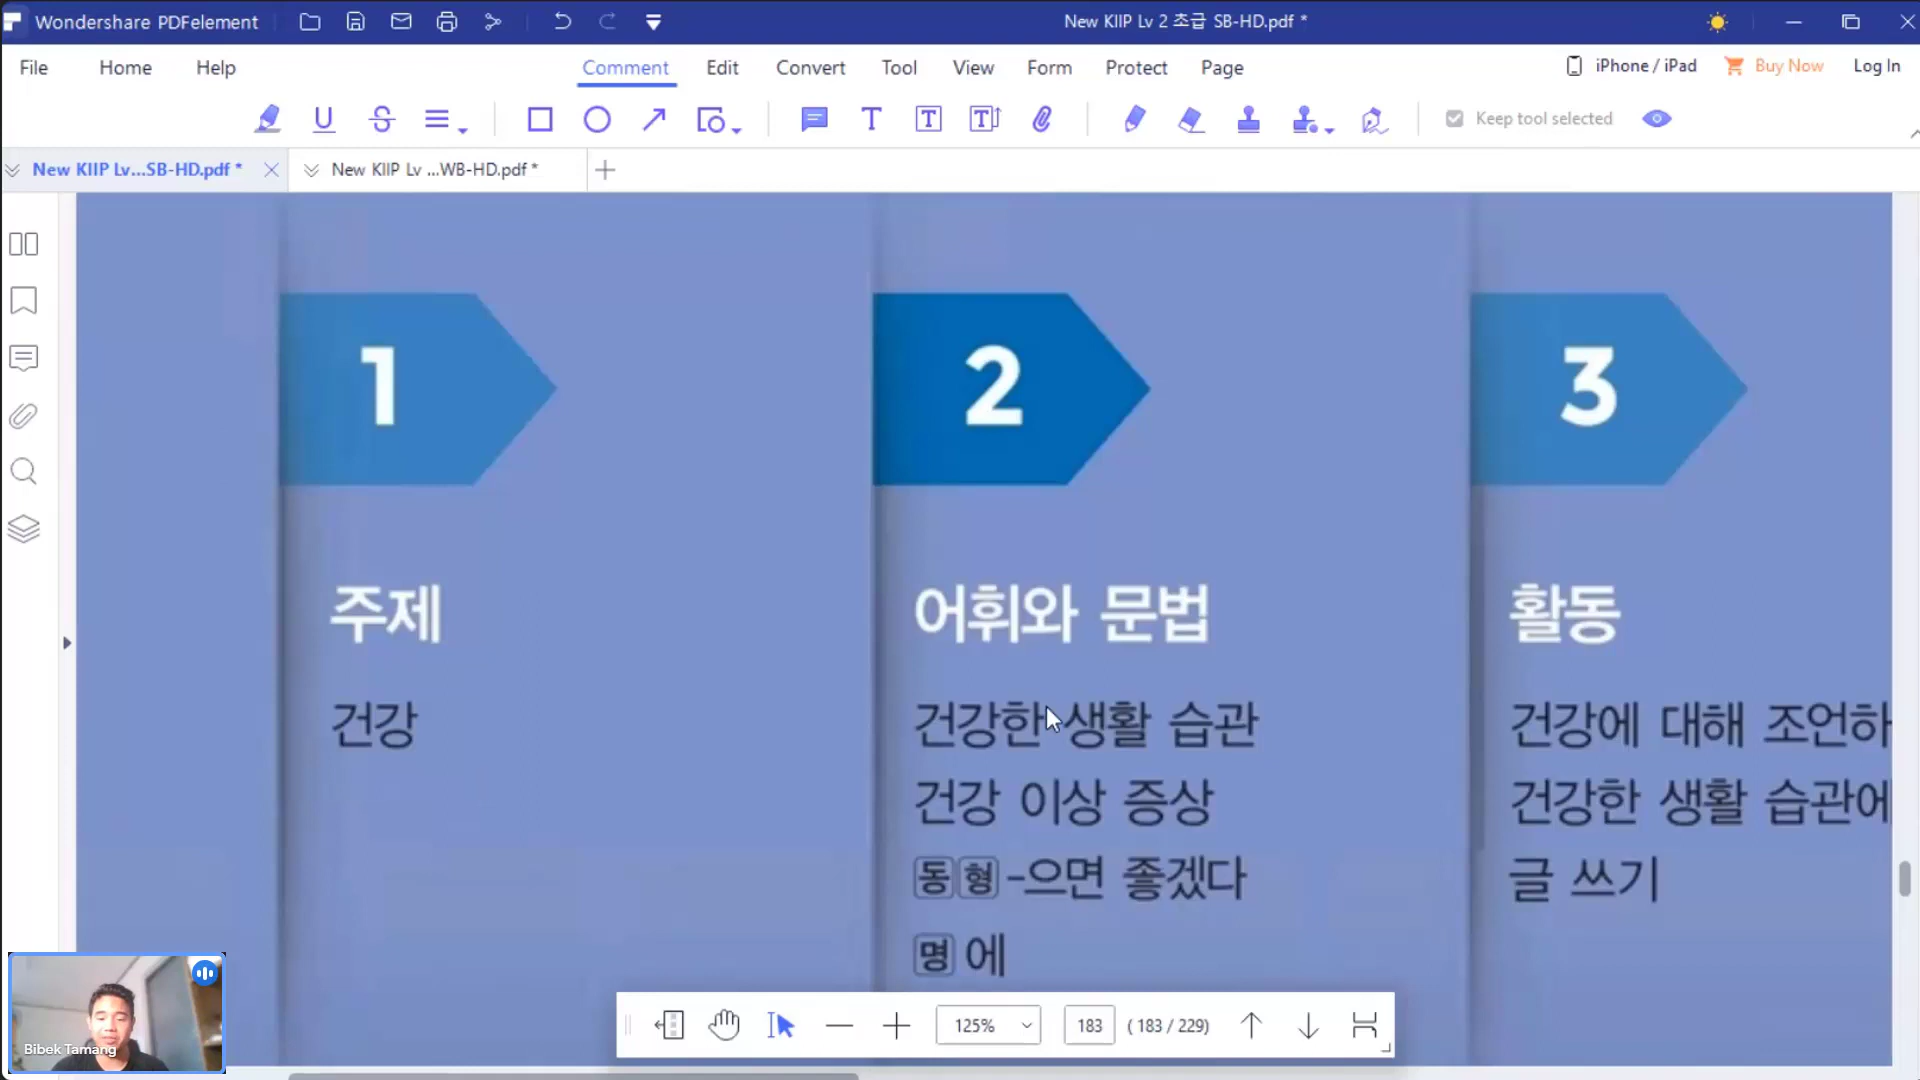 Wondershare PDFelement
New KIIP Lv 2 초급 SB-HD.pdf *
File Home Help
Comment Edit Convert Tool View Form Protect Page
iPhone / iPad Buy Now Log In
Keep tool selected
New KIIP Lv...SB-HD.pdf *
New KIIP Lv ...WB-HD.pdf *
1
주제
건강
2
어휘와 문법
건강한 생활 습관
건강 이상 증상
동 형 -으면 좋겠다
명 에
3
활동
건강에 대해 조언하
건강한 생활 습관에
글 쓰기
Bibek Tamang
125% 183 ( 183 / 229)